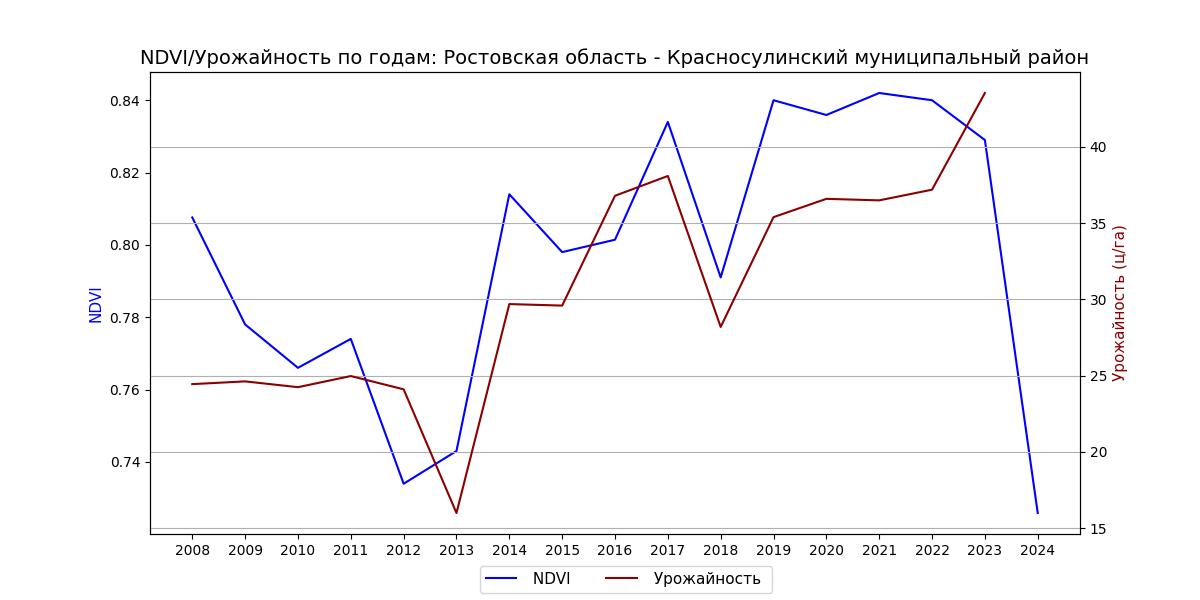 NDVI/Урожайность по годам: Ростовская область - Красносулинский муниципальный район
0.84
0.82
0.80
0.78
0.76
0.74
NDVI
40
35
30
25
20
15
Урожайность (ц/га)
2008 2009 2010 2011 2012 2013 2014 2015 2016 2017 2018 2019 2020 2021 2022 2023 2024
NDVI Урожайность